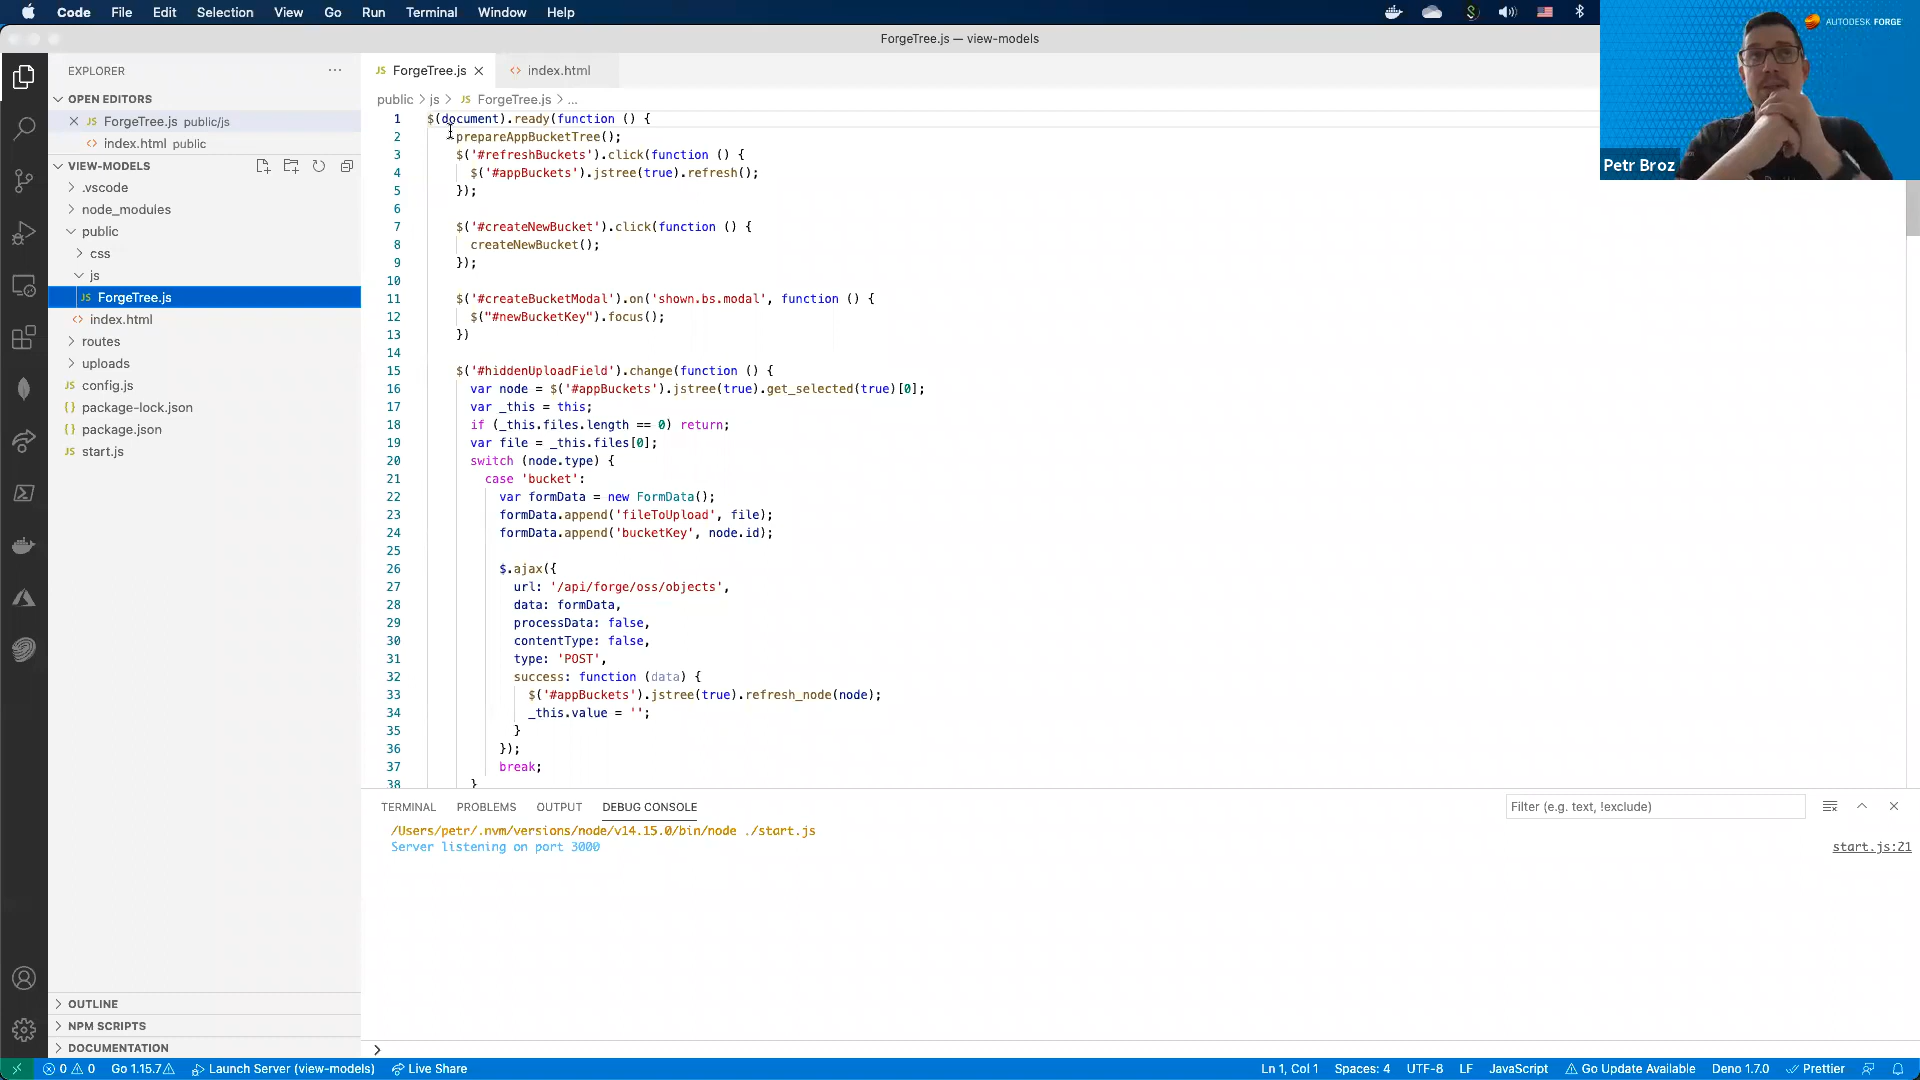 Code File Edit Selection View Go Run Terminal Window Help
ForgeTree.js — view-models
AUTODESK FORGE
Petr Broz
EXPLORER
OPEN EDITORS
ForgeTree.js public/js
index.html public
VIEW-MODELS
.vscode
node_modules
public
css
js
JS ForgeTree.js
index.html
routes
uploads
JS config.js
{} package-lock.json
{} package.json
JS start.js
OUTLINE
NPM SCRIPTS
DOCUMENTATION
JS ForgeTree.js index.html
public > js > JS ForgeTree.js > ...
1 $(document).ready(function () {
2 prepareAppBucketTree();
3 $('#refreshBuckets').click(function () {
4 $('#appBuckets').jstree(true).refresh();
5 });
6
7 $('#createNewBucket').click(function () {
8 createNewBucket();
9 });
10
11 $('#createBucketModal').on('shown.bs.modal', function () {
12 $("#newBucketKey").focus();
13 })
14
15 $('#hiddenUploadField').change(function () {
16 var node = $('#appBuckets').jstree(true).get_selected(true)[0];
17 var _this = this;
18 if (_this.files.length == 0) return;
19 var file = _this.files[0];
20 switch (node.type) {
21 case 'bucket':
22 var formData = new FormData();
23 formData.append('fileToUpload', file);
24 formData.append('bucketKey', node.id);
25
26 $.ajax({
27 url: '/api/forge/oss/objects',
28 data: formData,
29 processData: false,
30 contentType: false,
31 type: 'POST',
32 success: function (data) {
33 $('#appBuckets').jstree(true).refresh_node(node);
34 _this.value = '';
35 }
36 });
37 break;
38 }
TERMINAL PROBLEMS OUTPUT DEBUG CONSOLE
Filter (e.g. text, !exclude)
/Users/petr/.nvm/versions/node/v14.15.0/bin/node ./start.js
Server listening on port 3000 start.js:21
0 0 Go 1.15.7 Launch Server (view-models) Live Share
Ln 1, Col 1 Spaces: 4 UTF-8 LF JavaScript Go Update Available Deno 1.7.0 Prettier